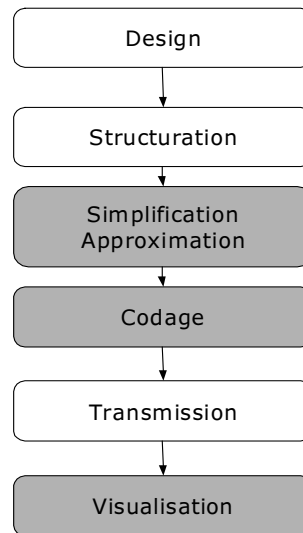 Design
Structuration
Simplification
Approximation
Codage
Transmission
Visualisation